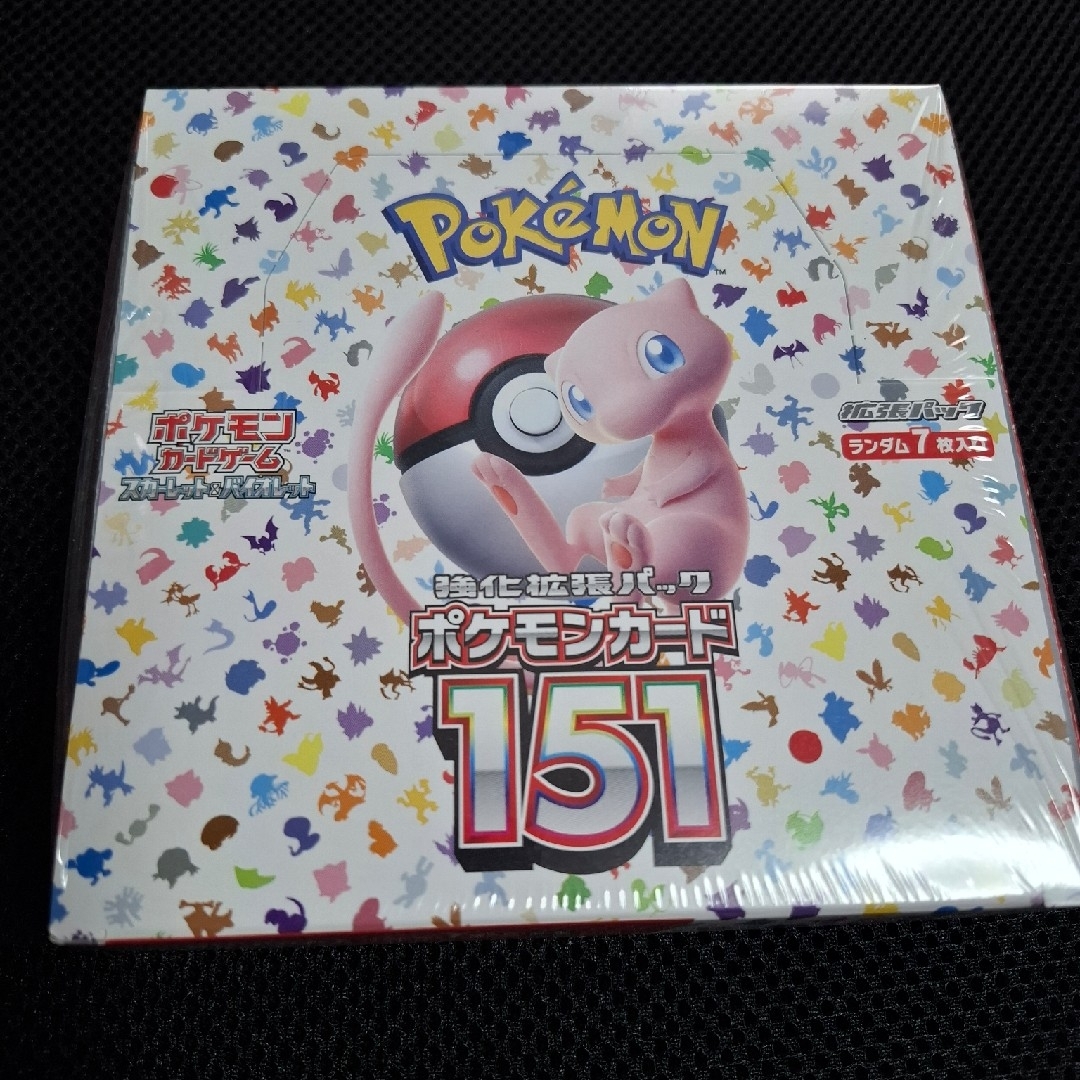 POKéMON
TM
ポケモン
カードゲーム
スカーレット&バイオレット
拡張パック
ランダム7枚入り
強化拡張パック
ポケモンカード
151